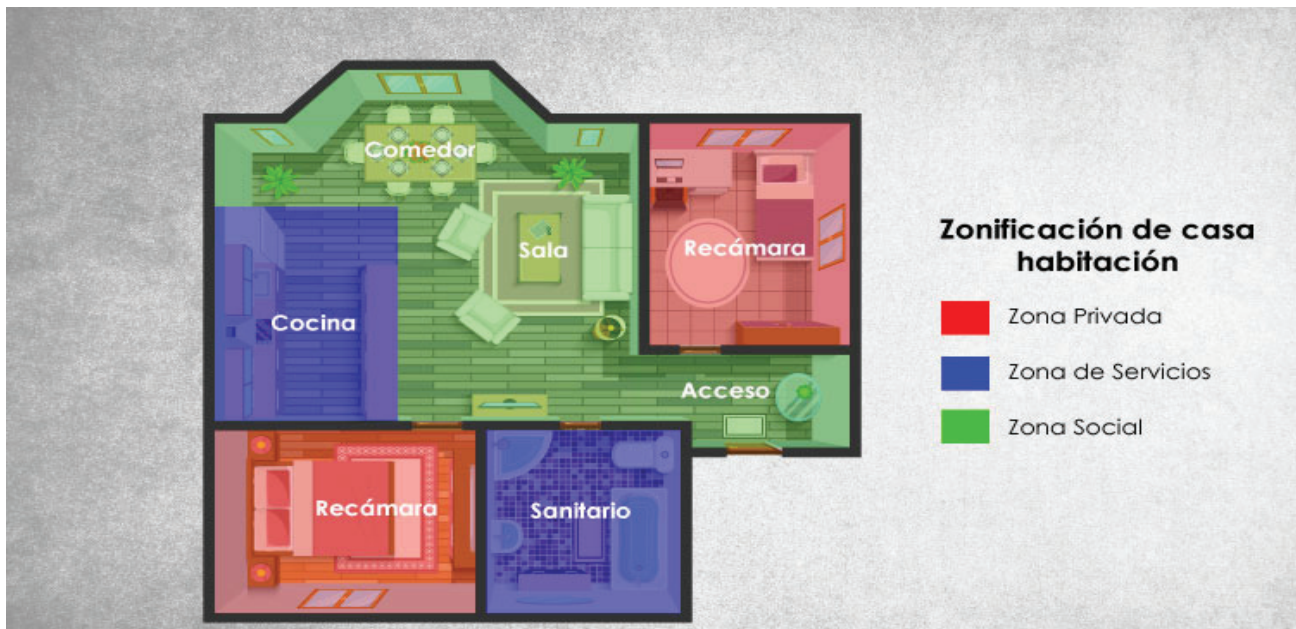 Comedor
Sala
Recámara
Cocina
Acceso
Recámara
Sanitario
Zonificación de casa
habitación
Zona Privada
Zona de Servicios
Zona Social